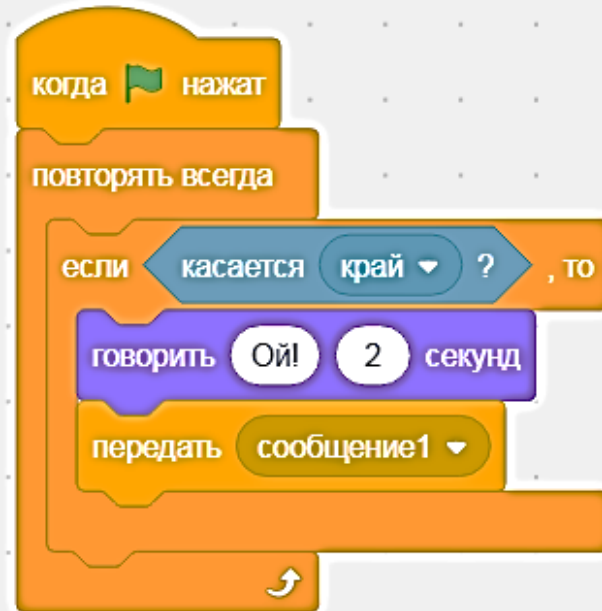 когда нажат
повторять всегда
если касается край ? , то
говорить Ой! 2 секунд
передать сообщение1